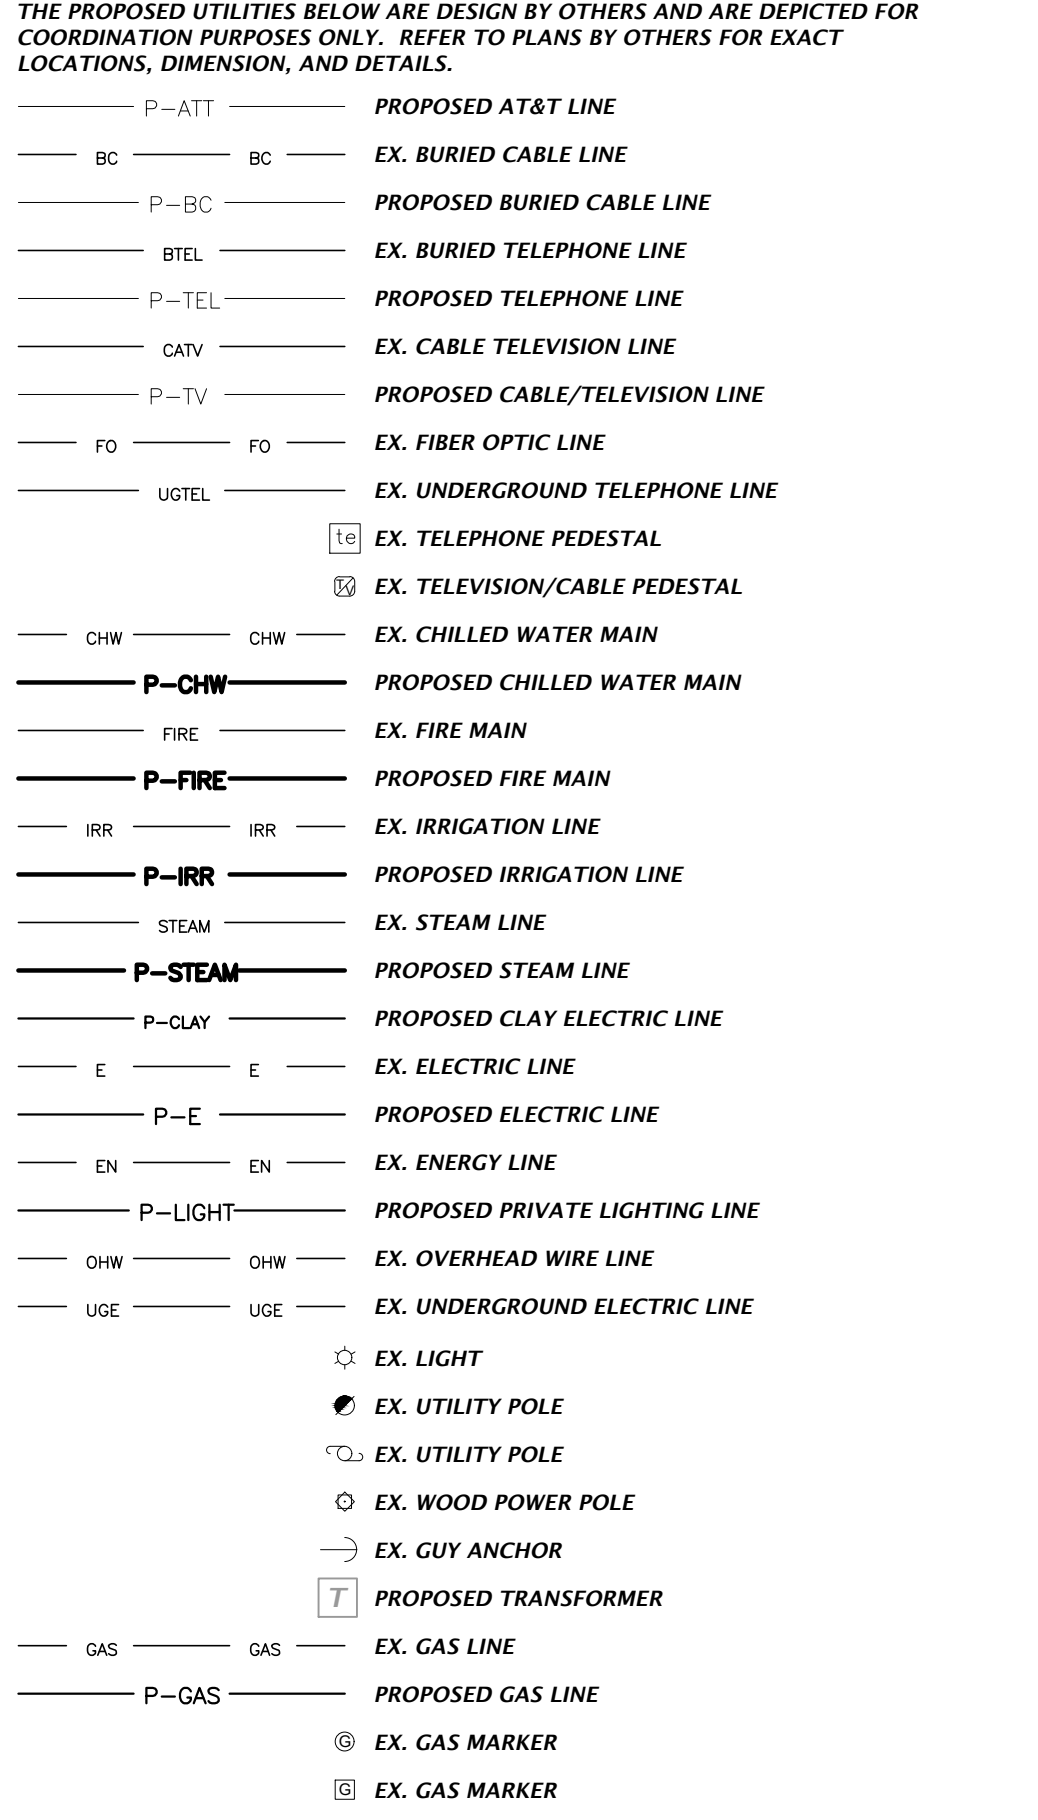 THE PROPOSED UTILITIES BELOW ARE DESIGN BY OTHERS AND ARE DEPICTED FOR
COORDINATION PURPOSES ONLY. REFER TO PLANS BY OTHERS FOR EXACT
LOCATIONS, DIMENSION, AND DETAILS.
P-ATT PROPOSED AT&T LINE
BC BC EX. BURIED CABLE LINE
P-BC PROPOSED BURIED CABLE LINE
BTEL EX. BURIED TELEPHONE LINE
P-TEL PROPOSED TELEPHONE LINE
CATV EX. CABLE TELEVISION LINE
P-TV PROPOSED CABLE/TELEVISION LINE
FO FO EX. FIBER OPTIC LINE
UGTEL EX. UNDERGROUND TELEPHONE LINE
te EX. TELEPHONE PEDESTAL
TV EX. TELEVISION/CABLE PEDESTAL
CHW CHW EX. CHILLED WATER MAIN
P-CHW PROPOSED CHILLED WATER MAIN
FIRE EX. FIRE MAIN
P-FIRE PROPOSED FIRE MAIN
IRR IRR EX. IRRIGATION LINE
P-IRR PROPOSED IRRIGATION LINE
STEAM EX. STEAM LINE
P-STEAM PROPOSED STEAM LINE
P-CLAY PROPOSED CLAY ELECTRIC LINE
E E EX. ELECTRIC LINE
P-E PROPOSED ELECTRIC LINE
EN EN EX. ENERGY LINE
P-LIGHT PROPOSED PRIVATE LIGHTING LINE
OHW OHW EX. OVERHEAD WIRE LINE
UGE UGE EX. UNDERGROUND ELECTRIC LINE
EX. LIGHT
EX. UTILITY POLE
EX. UTILITY POLE
EX. WOOD POWER POLE
EX. GUY ANCHOR
T PROPOSED TRANSFORMER
GAS GAS EX. GAS LINE
P-GAS PROPOSED GAS LINE
G EX. GAS MARKER
G EX. GAS MARKER